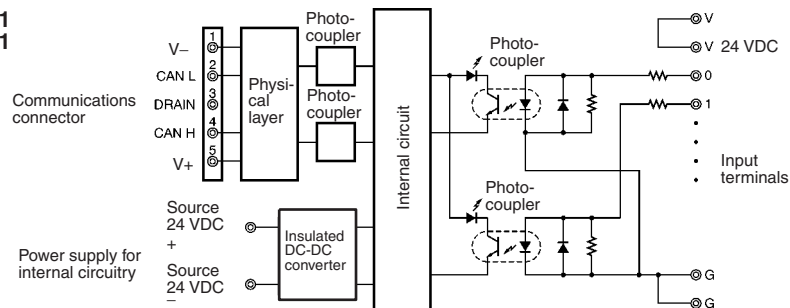 1
1
Communications
connector
V–
CAN L
DRAIN
CAN H
V+
1
2
3
4
5
Physi-
cal
layer
Photo-
coupler
Photo-
coupler
Power supply for
internal circuitry
Source
24 VDC
+
Source
24 VDC
–
Insulated
DC-DC
converter
Internal circuit
Photo-
coupler
Photo-
coupler
V
V 24 VDC
0
1
Input
terminals
G
G